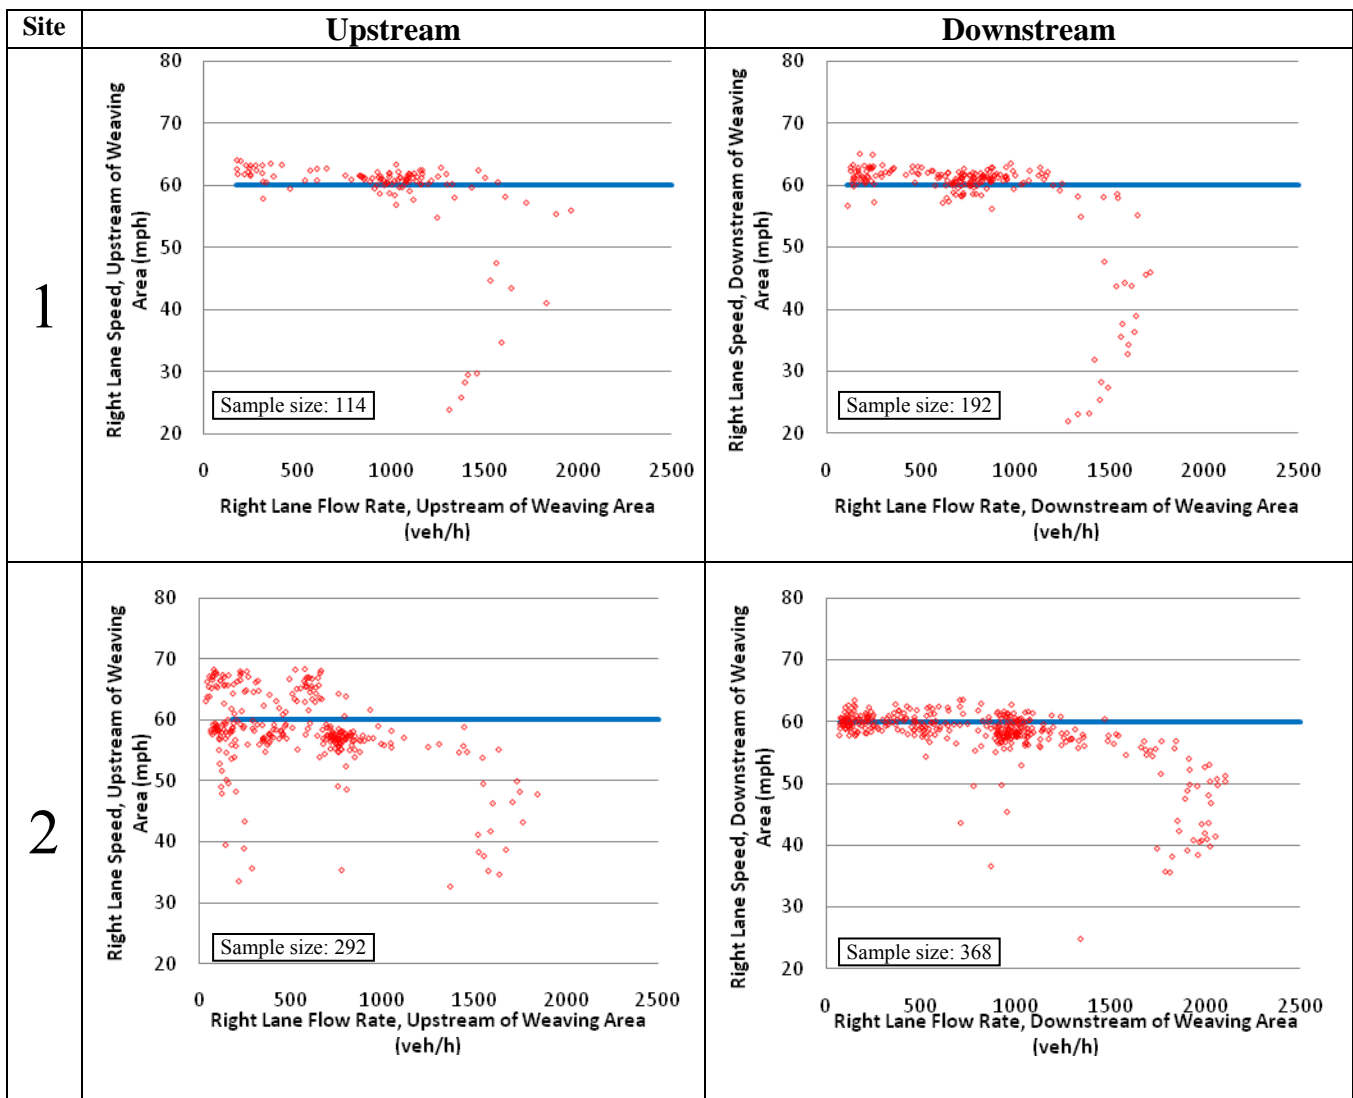 Site
Upstream
Downstream
1
Right Lane Speed, Upstream of Weaving
Area (mph)
80
70
60
50
40
30
20
Sample size: 114
0 500 1000 1500 2000 2500
Right Lane Flow Rate, Upstream of Weaving Area
(veh/h)
Right Lane Speed, Downstream of Weaving
Area (mph)
80
70
60
50
40
30
20
Sample size: 192
0 500 1000 1500 2000 2500
Right Lane Flow Rate, Downstream of Weaving Area
(veh/h)
2
Right Lane Speed, Upstream of Weaving
Area (mph)
80
70
60
50
40
30
20
Sample size: 292
0 500 1000 1500 2000 2500
Right Lane Flow Rate, Upstream of Weaving Area
(veh/h)
Right Lane Speed, Downstream of Weaving
Area (mph)
80
70
60
50
40
30
20
Sample size: 368
0 500 1000 1500 2000 2500
Right Lane Flow Rate, Downstream of Weaving Area
(veh/h)